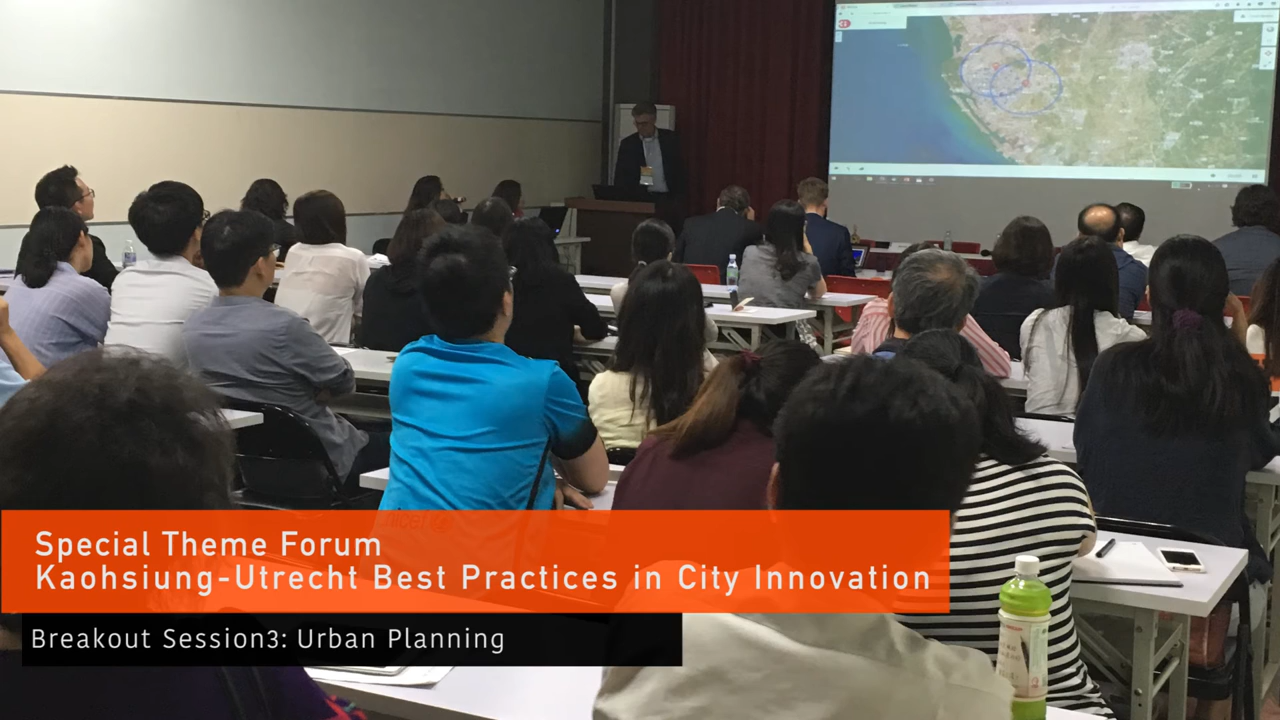 Special Theme Forum
Kaohsiung-Utrecht Best Practices in City Innovation
Breakout Session3: Urban Planning